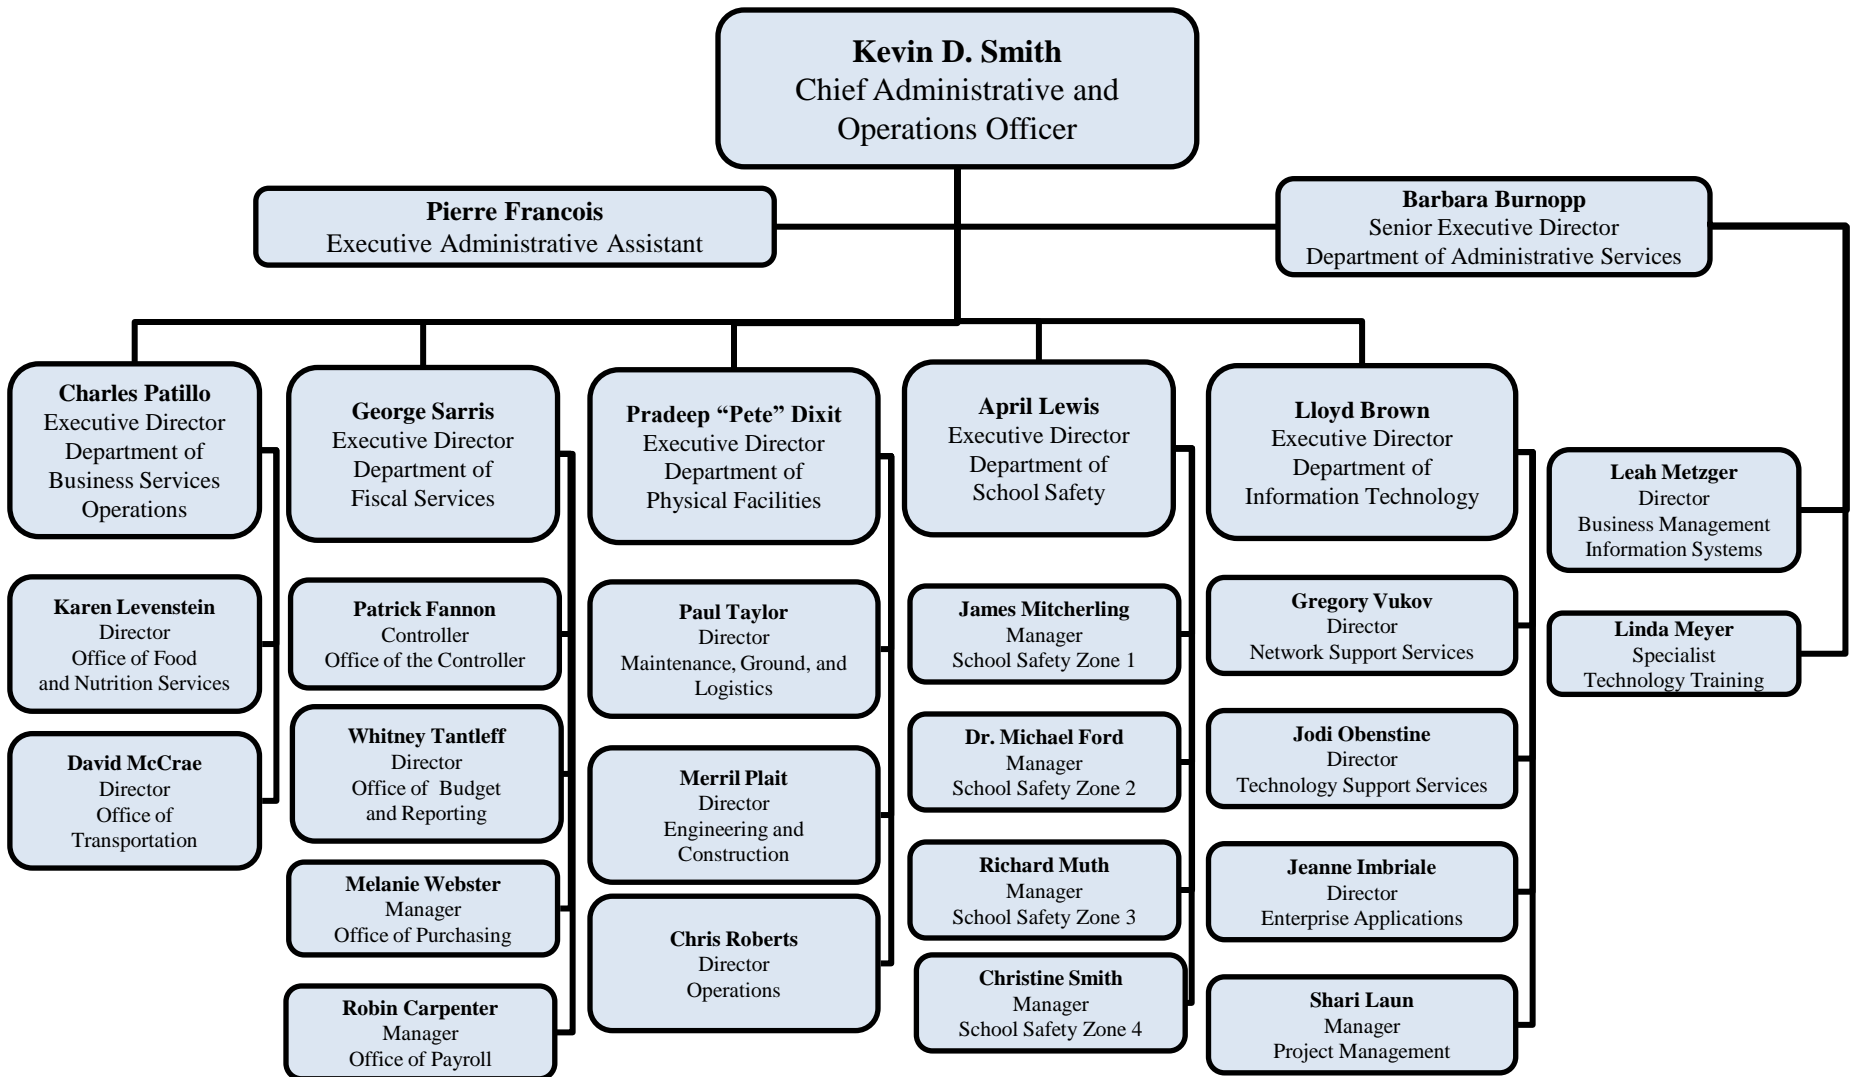 Kevin D. Smith
Chief Administrative and
Operations Officer
Pierre Francois
Executive Administrative Assistant
Barbara Burnopp
Senior Executive Director
Department of Administrative Services
Charles Patillo
Executive Director
Department of
Business Services
Operations
Karen Levenstein
Director
Office of Food
and Nutrition Services
David McCrae
Director
Office of
Transportation
George Sarris
Executive Director
Department of
Fiscal Services
Patrick Fannon
Controller
Office of the Controller
Whitney Tantleff
Director
Office of Budget
and Reporting
Melanie Webster
Manager
Office of Purchasing
Robin Carpenter
Manager
Office of Payroll
Pradeep “Pete” Dixit
Executive Director
Department of
Physical Facilities
Paul Taylor
Director
Maintenance, Ground, and
Logistics
Merril Plait
Director
Engineering and
Construction
Chris Roberts
Director
Operations
April Lewis
Executive Director
Department of
School Safety
James Mitcherling
Manager
School Safety Zone 1
Dr. Michael Ford
Manager
School Safety Zone 2
Richard Muth
Manager
School Safety Zone 3
Christine Smith
Manager
School Safety Zone 4
Lloyd Brown
Executive Director
Department of
Information Technology
Gregory Vukov
Director
Network Support Services
Jodi Obenstine
Director
Technology Support Services
Jeanne Imbriale
Director
Enterprise Applications
Shari Laun
Manager
Project Management
Leah Metzger
Director
Business Management
Information Systems
Linda Meyer
Specialist
Technology Training